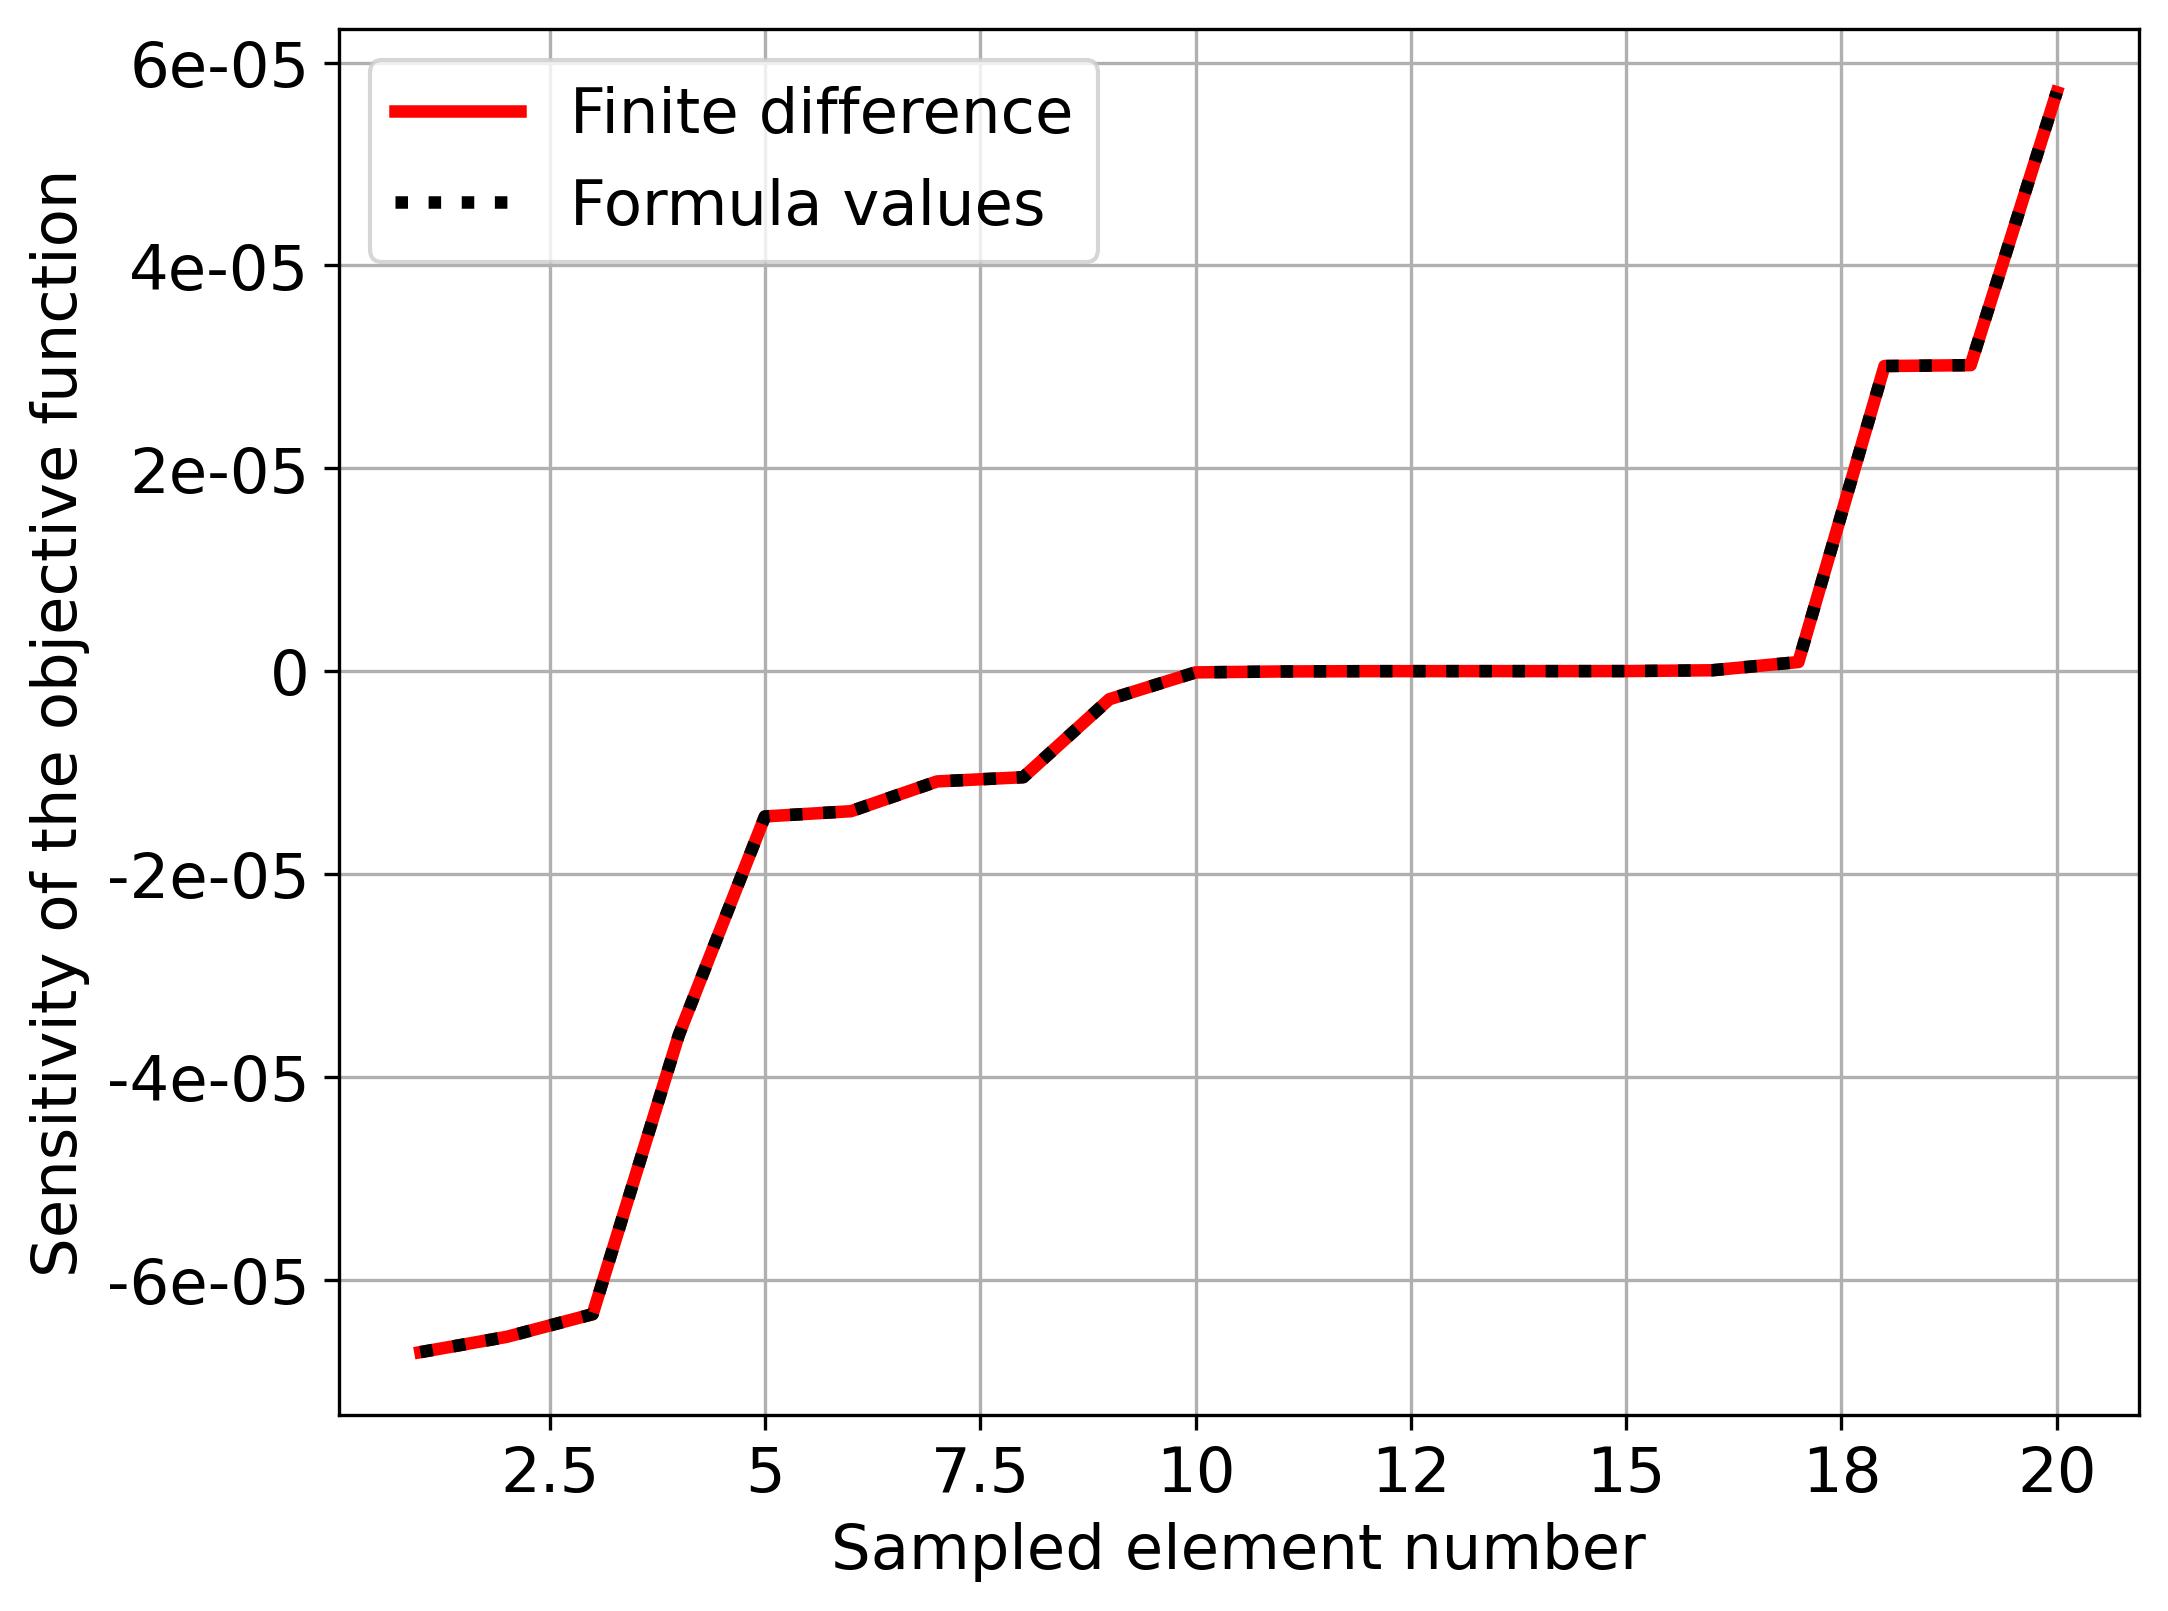 6e-05
4e-05
2e-05
0
-2e-05
-4e-05
-6e-05
Sensitivity of the objective function
Finite difference
Formula values
2.5 5 7.5 10 12 15 18 20
Sampled element number